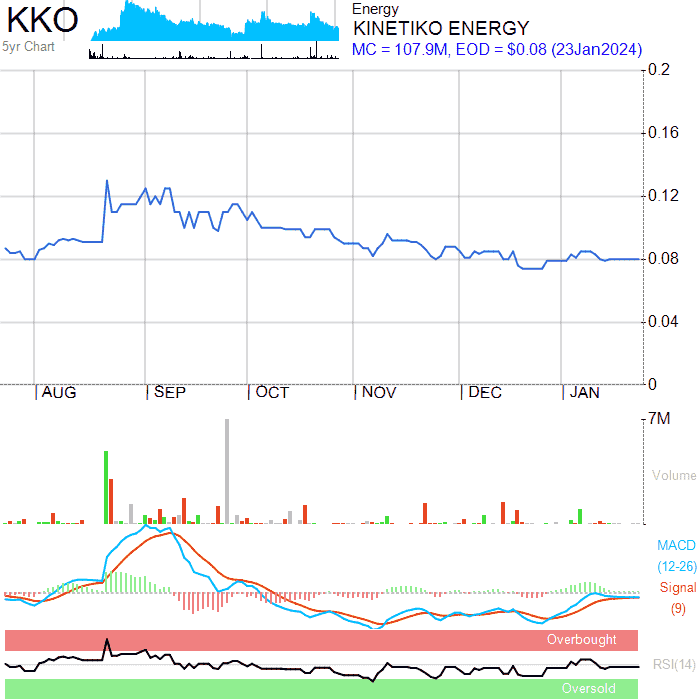 KKO
5yr Chart
Energy
KINETIKO ENERGY
MC = 107.9M, EOD = $0.08 (23Jan2024)
0.2
0.16
0.12
0.08
0.04
0
AUG SEP OCT NOV DEC JAN
7M
Volume
MACD
(12-26)
Signal
(9)
Overbought
RSI(14)
Oversold